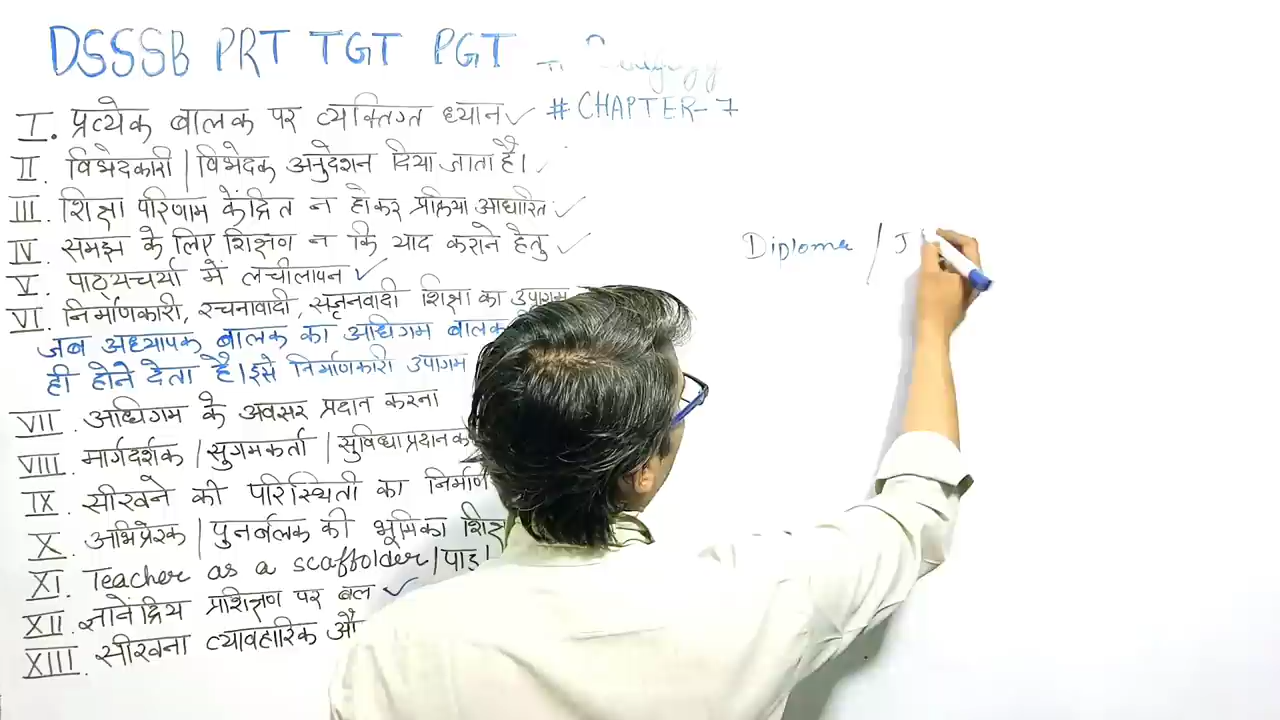 DSSSB PRT TGT PGT
# CHAPTER- 7
I. प्रत्येक बालक पर व्यक्तिगत ध्यान
II. विभेदकारी | विभेदक अनुदेशन दिया जाता है।
III. शिक्षा परिणाम केंद्रित न होकर प्रक्रिया आधारित
IV. समझ के लिए शिक्षण न कि याद कराने हेतु
V. पाठ्यचर्या में लचीलापन
VI. निर्माणकारी, रचनावादी, सृजनवादी शिक्षा का उपागम
जब अध्यापक बालक का अधिगम बालक
ही होने देता है। इसे निर्माणकारी उपागम
VII. अधिगम के अवसर प्रदान करना
VIII. मार्गदर्शक | सुगमकर्ता | सुविधा प्रदान
IX. सीखने की परिस्थिती का निर्माण
X. अभिप्रेरक | पुनर्बलक की भूमिका
XI. Teacher as a scaffolder |
XII. ज्ञानेंद्रिय प्रशिक्षण पर बल
XIII. सीखना व्यावहारिक
Diploma / J